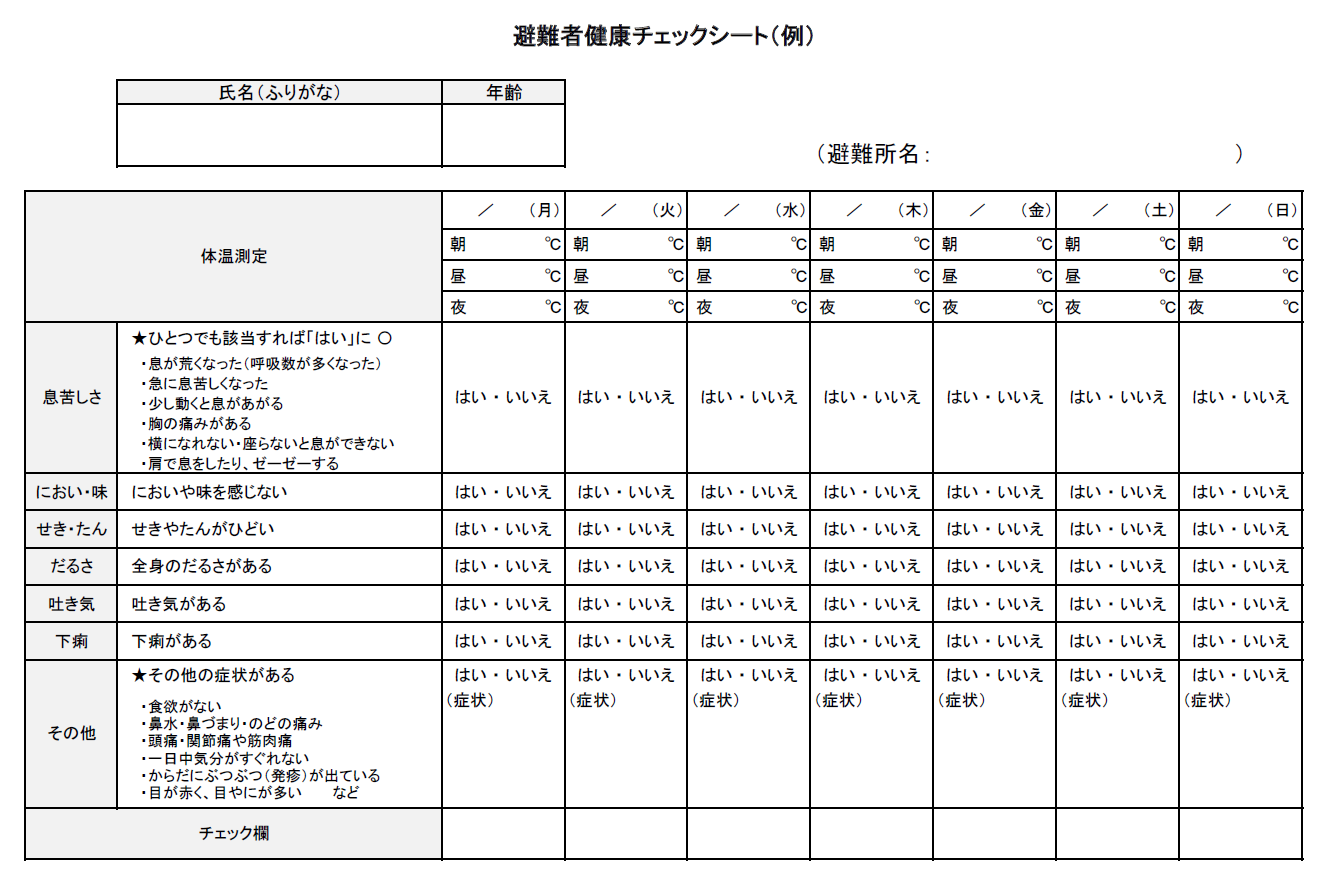 避難者健康チェックシート(例)
氏名(ふりがな) 年齢
(避難所名: )
体温測定
/ (月) / (火) / (水) / (木) / (金) / (土) / (日)
朝 ℃ 朝 ℃ 朝 ℃ 朝 ℃ 朝 ℃ 朝 ℃ 朝 ℃
昼 ℃ 昼 ℃ 昼 ℃ 昼 ℃ 昼 ℃ 昼 ℃ 昼 ℃
夜 ℃ 夜 ℃ 夜 ℃ 夜 ℃ 夜 ℃ 夜 ℃ 夜 ℃
息苦しさ
★ひとつでも該当すれば「はい」に ○
・息が荒くなった(呼吸数が多くなった)
・急に息苦しくなった
・少し動くと息があがる
・胸の痛みがある
・横になれない・座らないと息ができない
・肩で息をしたり、ゼーゼーする
はい・いいえ はい・いいえ はい・いいえ はい・いいえ はい・いいえ はい・いいえ はい・いいえ
におい・味 においや味を感じない はい・いいえ はい・いいえ はい・いいえ はい・いいえ はい・いいえ はい・いいえ はい・いいえ
せき・たん せきやたんがひどい はい・いいえ はい・いいえ はい・いいえ はい・いいえ はい・いいえ はい・いいえ はい・いいえ
だるさ 全身のだるさがある はい・いいえ はい・いいえ はい・いいえ はい・いいえ はい・いいえ はい・いいえ はい・いいえ
吐き気 吐き気がある はい・いいえ はい・いいえ はい・いいえ はい・いいえ はい・いいえ はい・いいえ はい・いいえ
下痢 下痢がある はい・いいえ はい・いいえ はい・いいえ はい・いいえ はい・いいえ はい・いいえ はい・いいえ
その他
★その他の症状がある はい・いいえ はい・いいえ はい・いいえ はい・いいえ はい・いいえ はい・いいえ はい・いいえ
(症状) (症状) (症状) (症状) (症状) (症状) (症状)
・食欲がない
・鼻水・鼻づまり・のどの痛み
・頭痛・関節痛や筋肉痛
・一日中気分がすぐれない
・からだにぶつぶつ(発疹)が出ている
・目が赤く、目やにが多い など
チェック欄